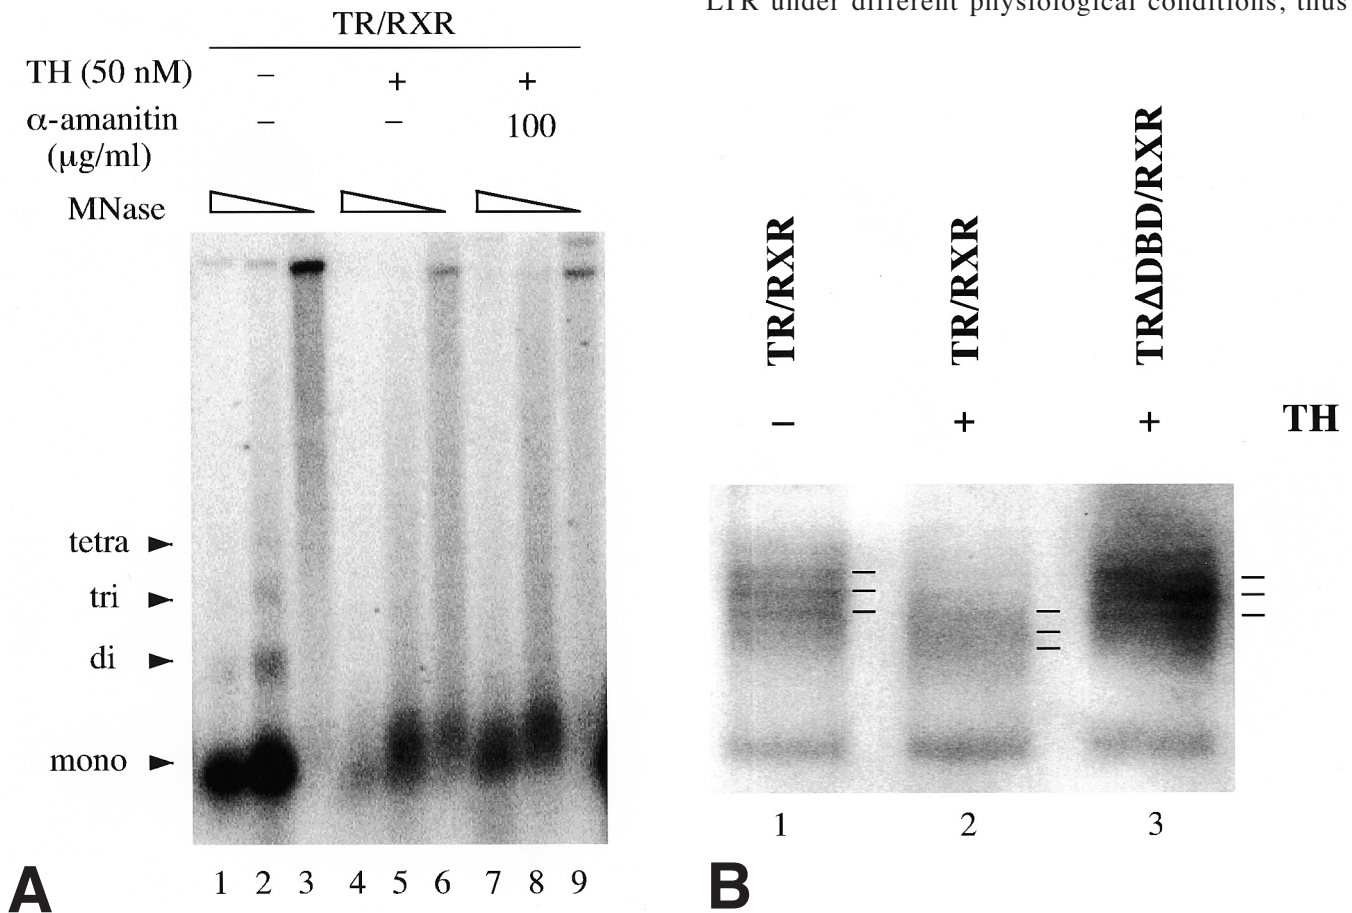 LTR under different physiological conditions, thus
TR/RXR
TH (50 nM) – + +
α-amanitin – – 100
(μg/ml)
MNase
tetra
tri
di
mono
1 2 3 4 5 6 7 8 9
A
TR/RXR
TR/RXR
TRΔDBD/RXR
– + + TH
1 2 3
B